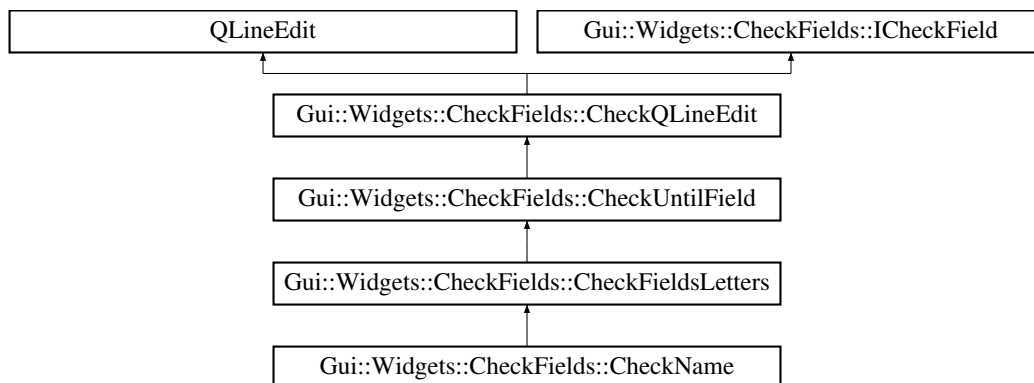 QLineEdit
Gui::Widgets::CheckFields::ICheckField
Gui::Widgets::CheckFields::CheckQLineEdit
Gui::Widgets::CheckFields::CheckUntilField
Gui::Widgets::CheckFields::CheckFieldsLetters
Gui::Widgets::CheckFields::CheckName